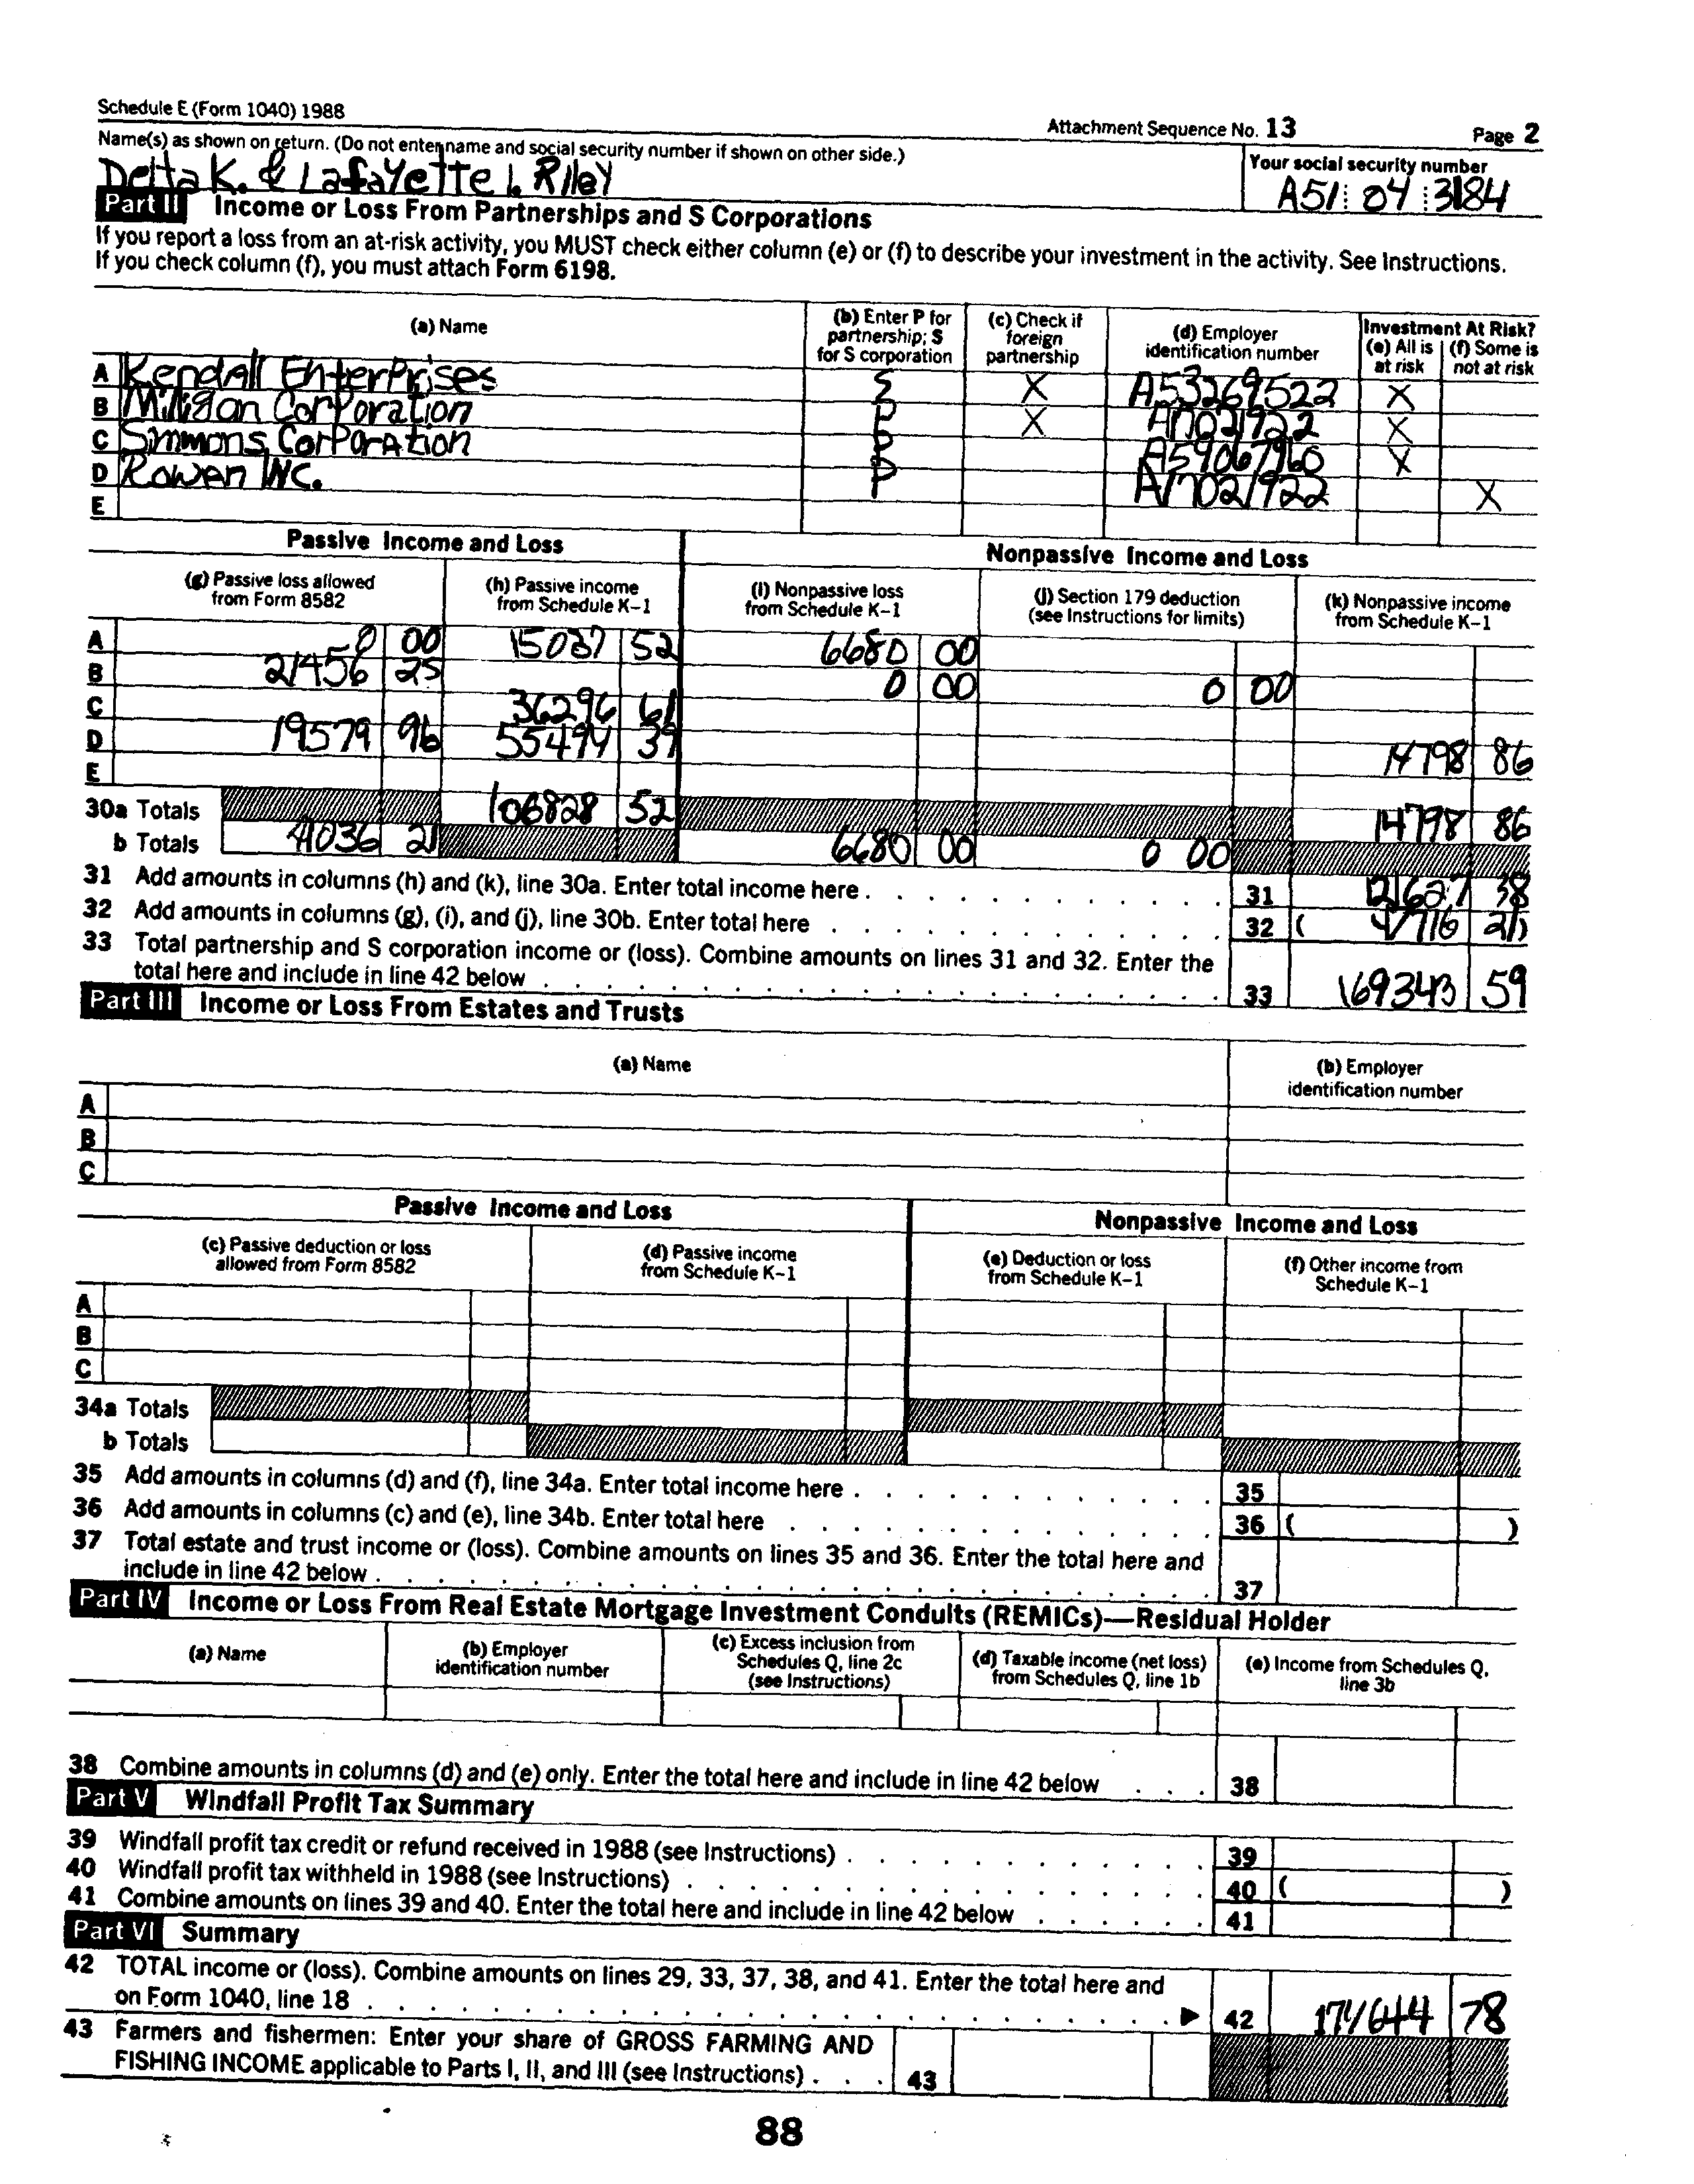 Schedule E (Form 1040) 1988
Attachment Sequence No. 13 Page 2
Name(s) as shown on return. (Do not enter name and social security number if shown on other side.)
Your social security number
Delta K. & Lafayette I. Riley
A51 04 3184
Part II Income or Loss From Partnerships and S Corporations
If you report a loss from an at-risk activity, you MUST check either column (e) or (f) to describe your investment in the activity. See Instructions.
If you check column (f), you must attach Form 6198.
(a) Name
(b) Enter P for partnership; S for S corporation
(c) Check if foreign partnership
(d) Employer identification number
Investment At Risk?
(e) All is at risk
(f) Some is not at risk
A Kendall Enterprises S X A53269522 X
B Milligan Corporation P X X
C Simmons Corporation P A59067960 X
D Rowen INC. P X
E
Passive Income and Loss
Nonpassive Income and Loss
(g) Passive loss allowed from Form 8582
(h) Passive income from Schedule K-1
(i) Nonpassive loss from Schedule K-1
(j) Section 179 deduction (see Instructions for limits)
(k) Nonpassive income from Schedule K-1
A 0 00 15037 52 6680 00
B 21456 25 0 00 0 00
C 36296 61
D 19579 96 55494 39 14798 86
E
30a Totals 106828 52 14798 86
b Totals 41036 21 6680 00 0 00
31 Add amounts in columns (h) and (k), line 30a. Enter total income here 31 121627 38
32 Add amounts in columns (g), (i), and (j), line 30b. Enter total here 32 ( 47716 21)
33 Total partnership and S corporation income or (loss). Combine amounts on lines 31 and 32. Enter the
total here and include in line 42 below 33 169343 59
Part III Income or Loss From Estates and Trusts
(a) Name
(b) Employer identification number
A
B
C
Passive Income and Loss
Nonpassive Income and Loss
(c) Passive deduction or loss allowed from Form 8582
(d) Passive income from Schedule K-1
(e) Deduction or loss from Schedule K-1
(f) Other income from Schedule K-1
A
B
C
34a Totals
b Totals
35 Add amounts in columns (d) and (f), line 34a. Enter total income here 35
36 Add amounts in columns (c) and (e), line 34b. Enter total here 36 ( )
37 Total estate and trust income or (loss). Combine amounts on lines 35 and 36. Enter the total here and
include in line 42 below 37
Part IV Income or Loss From Real Estate Mortgage Investment Conduits (REMICs)—Residual Holder
(a) Name
(b) Employer identification number
(c) Excess inclusion from Schedules Q, line 2c (see Instructions)
(d) Taxable income (net loss) from Schedules Q, line 1b
(e) Income from Schedules Q, line 3b
38 Combine amounts in columns (d) and (e) only. Enter the total here and include in line 42 below 38
Part V Windfall Profit Tax Summary
39 Windfall profit tax credit or refund received in 1988 (see Instructions) 39
40 Windfall profit tax withheld in 1988 (see Instructions) 40 ( )
41 Combine amounts on lines 39 and 40. Enter the total here and include in line 42 below 41
Part VI Summary
42 TOTAL income or (loss). Combine amounts on lines 29, 33, 37, 38, and 41. Enter the total here and
on Form 1040, line 18 ▶ 42 174644 78
43 Farmers and fishermen: Enter your share of GROSS FARMING AND
FISHING INCOME applicable to Parts I, II, and III (see Instructions) 43
88